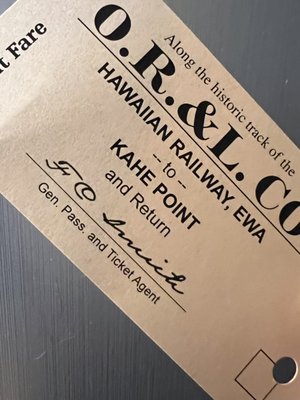 t Fare
Along the historic track of the
O.R.&L. CO
HAWAIIAN RAILWAY, EWA
-- to --
KAHE POINT
and Return
F O Smith
Gen. Pass. and Ticket Agent